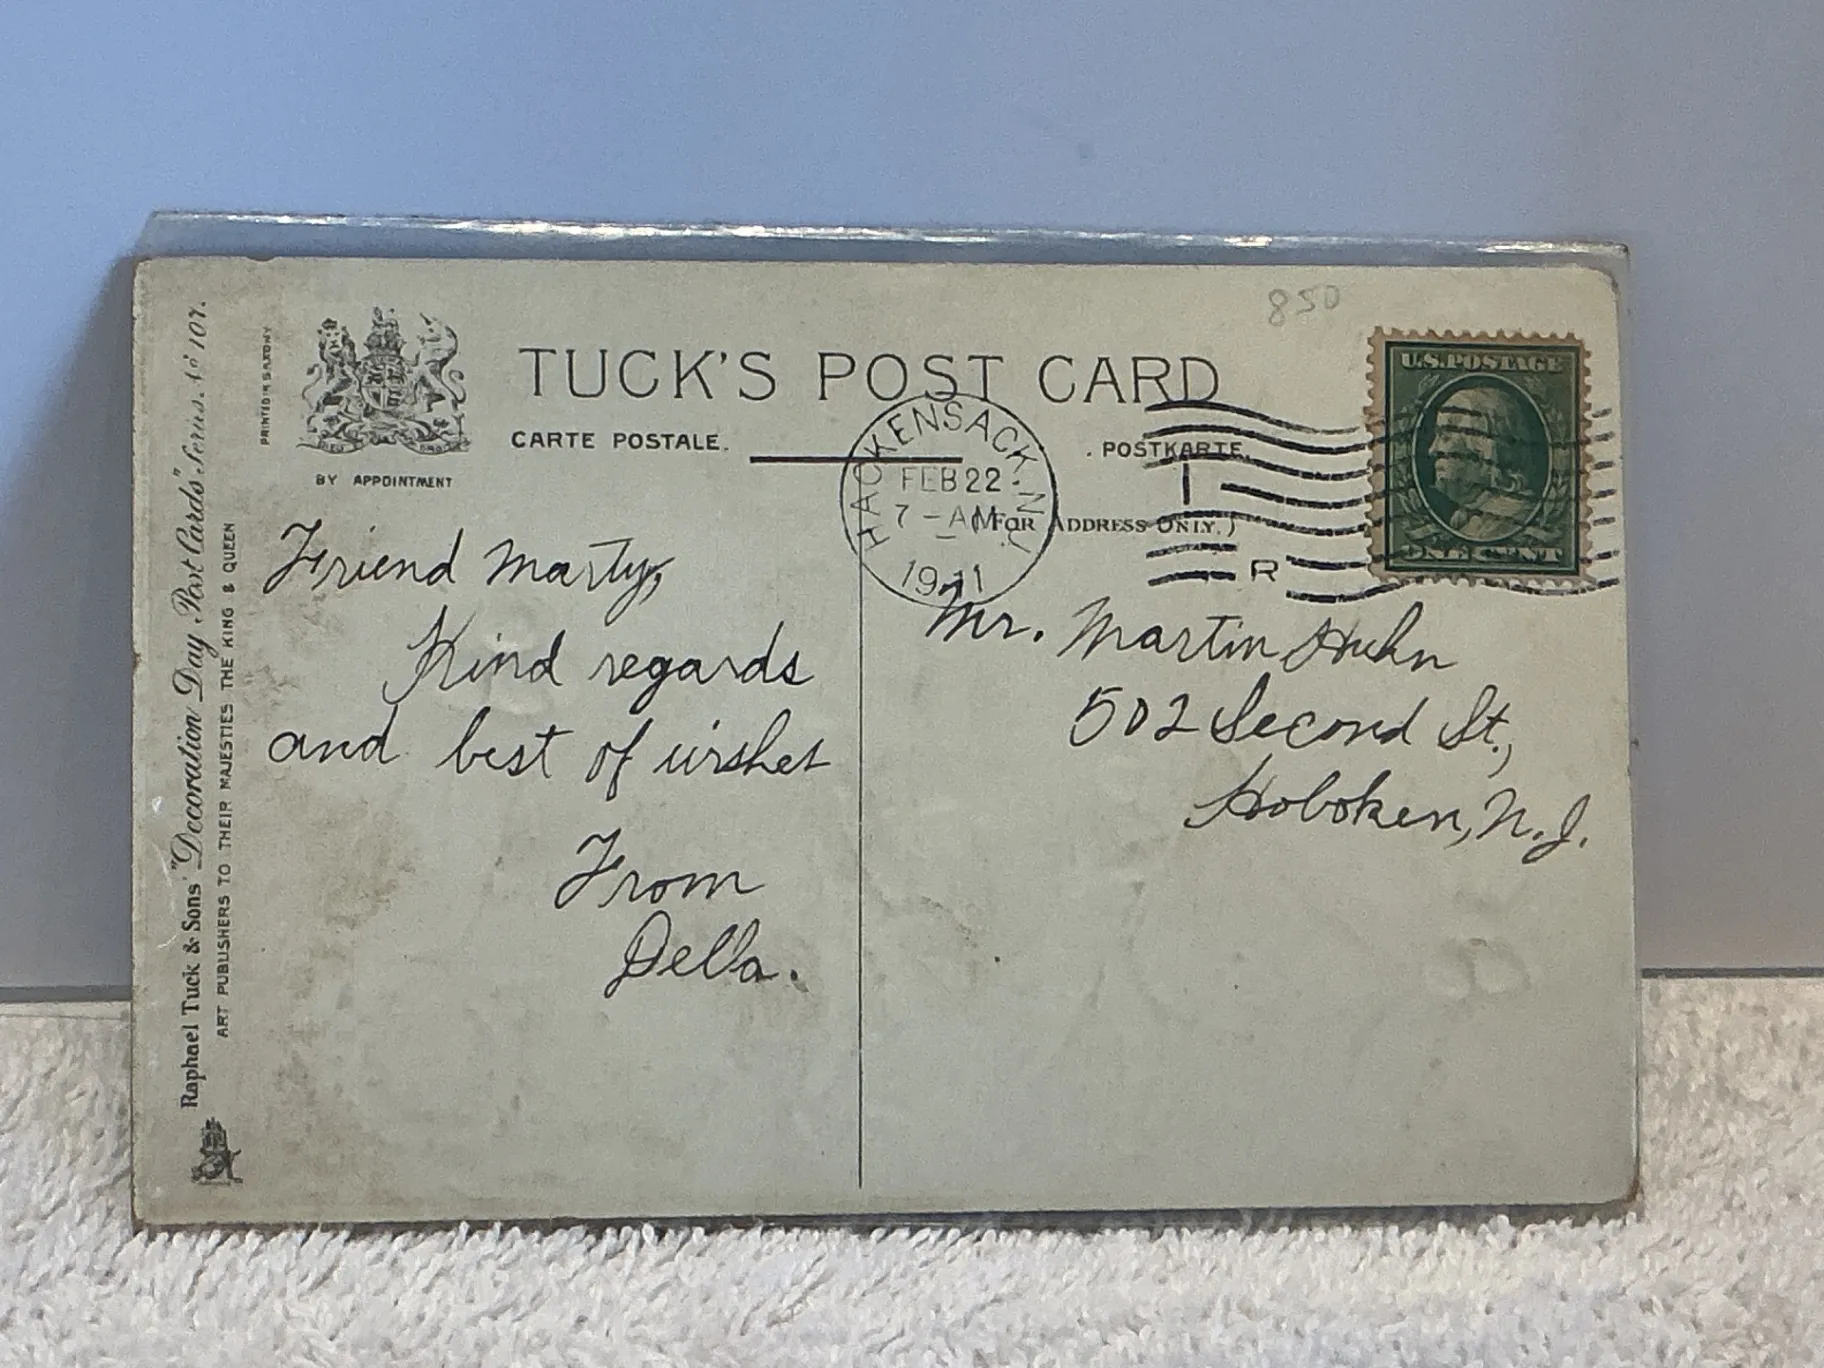 850
TUCK'S POST CARD
CARTE POSTALE.
POSTKARTE.
(FOR ADDRESS ONLY.)
BY APPOINTMENT
PRINTED IN SAXONY
Raphael Tuck & Sons' "Decoration Day Post Cards" Series. No 107.
ART PUBLISHERS TO THEIR MAJESTIES THE KING & QUEEN
HACKENSACK. N.J.
FEB 22
7-AM
1911
R
U.S. POSTAGE
ONE CENT
Friend Marty,
Kind regards
and best of wishes
From
Della.
Mr. Martin Huhn
502 Second St.,
Hoboken, N.J.